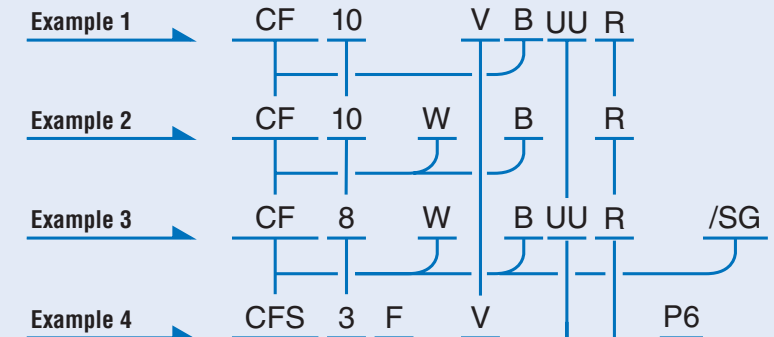 Example 1 CF 10 V B UU R
Example 2 CF 10 W B R
Example 3 CF 8 W B UU R /SG
Example 4 CFS 3 F V P6